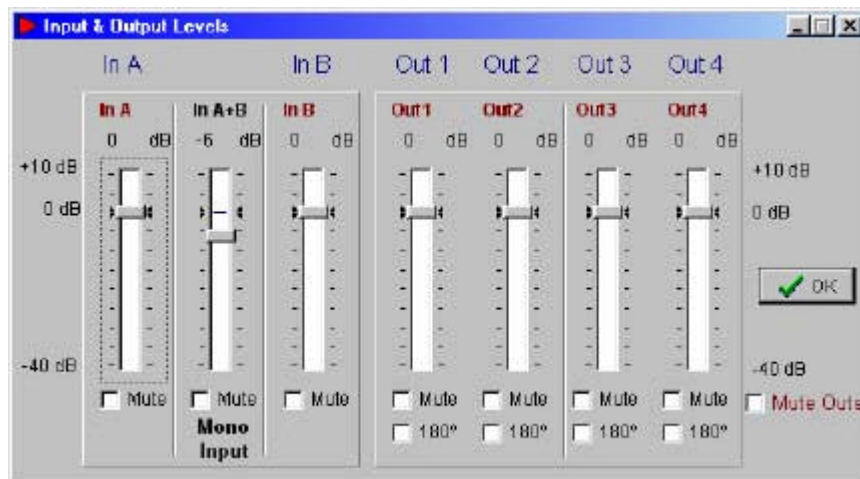 Input & Output Levels
In A In B Out 1 Out 2 Out 3 Out 4
In A In A+B In B Out1 Out2 Out3 Out4
0 dB -6 dB 0 dB 0 dB 0 dB 0 dB 0 dB
+10 dB +10 dB
0 dB 0 dB
OK
-40 dB -40 dB
Mute Mute Mute Mute Mute Mute Mute Mute Outs
Mono 180° 180° 180° 180°
Input